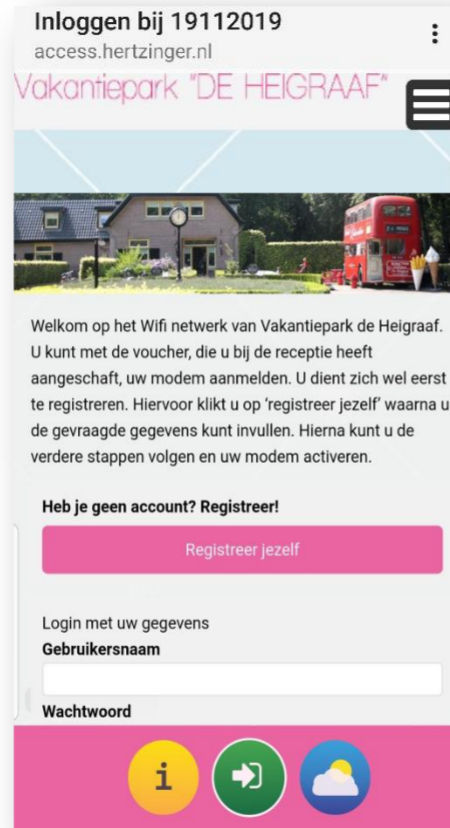 Inloggen bij 19112019
access.hertzinger.nl
Vakantiepark "DE HEIGRAAF"
Welkom op het Wifi netwerk van Vakantiepark de Heigraaf.
U kunt met de voucher, die u bij de receptie heeft
aangeschaft, uw modem aanmelden. U dient zich wel eerst
te registreren. Hiervoor klikt u op 'registreer jezelf' waarna u
de gevraagde gegevens kunt invullen. Hierna kunt u de
verdere stappen volgen en uw modem activeren.
Heb je geen account? Registreer!
Registreer jezelf
Login met uw gegevens
Gebruikersnaam
Wachtwoord
i